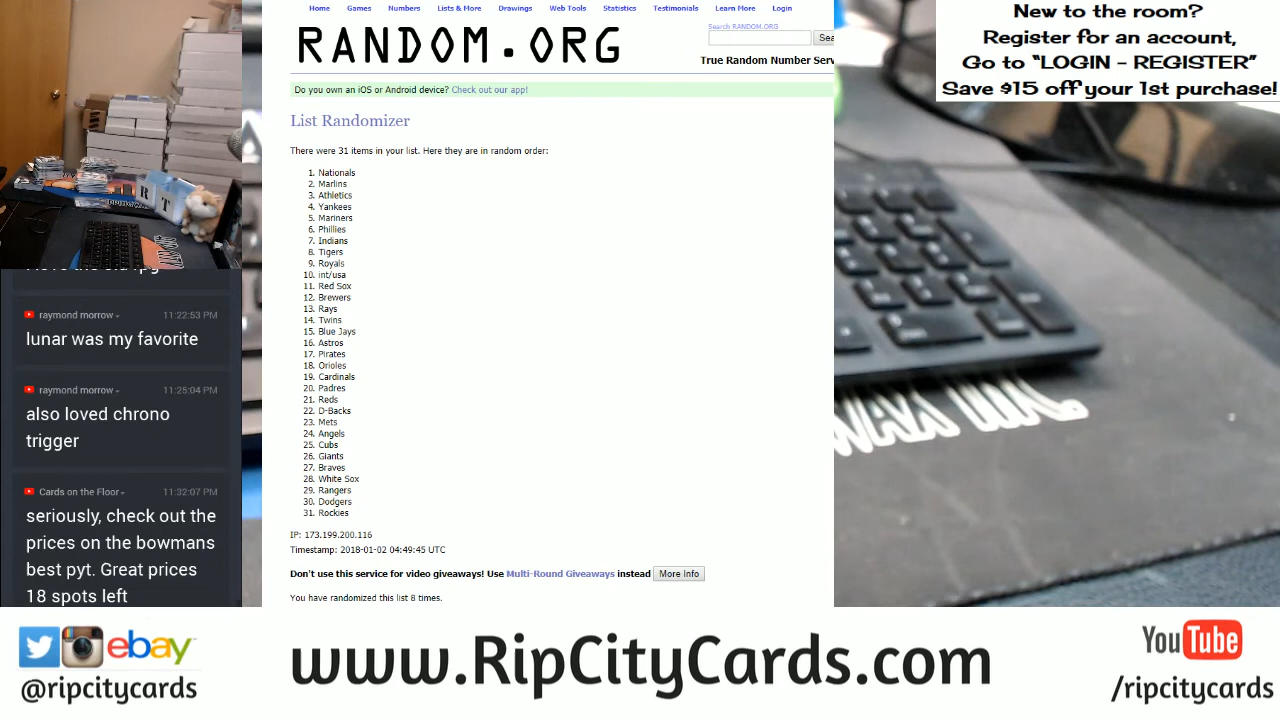 Home Games Numbers Lists & More Drawings Web Tools Statistics Testimonials Learn More Login
RANDOM.ORG
Search RANDOM.ORG
Sea
True Random Number Serv
Do you own an iOS or Android device? Check out our app!
List Randomizer
There were 31 items in your list. Here they are in random order:
1. Nationals
2. Marlins
3. Athletics
4. Yankees
5. Mariners
6. Phillies
7. Indians
8. Tigers
9. Royals
10. int/usa
11. Red Sox
12. Brewers
13. Rays
14. Twins
15. Blue Jays
16. Astros
17. Pirates
18. Orioles
19. Cardinals
20. Padres
21. Reds
22. D-Backs
23. Mets
24. Angels
25. Cubs
26. Giants
27. Braves
28. White Sox
29. Rangers
30. Dodgers
31. Rockies
IP: 173.199.200.116
Timestamp: 2018-01-02 04:49:45 UTC
Don't use this service for video giveaways! Use Multi-Round Giveaways instead More Info
You have randomized this list 8 times.
New to the room?
Register for an account,
Go to "LOGIN - REGISTER"
Save $15 off your 1st purchase!
R T
raymond morrow 11:22:53 PM
lunar was my favorite
raymond morrow 11:25:04 PM
also loved chrono
trigger
Cards on the Floor 11:32:07 PM
seriously, check out the
prices on the bowmans
best pyt. Great prices
18 spots left
ebay
@ripcitycards
www.RipCityCards.com
YouTube
/ripcitycards